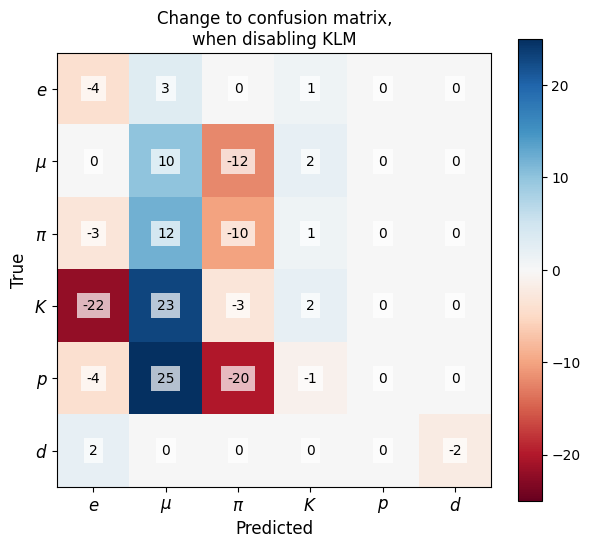 Change to confusion matrix,
when disabling KLM
True
e -4 3 0 1 0 0
μ 0 10 -12 2 0 0
π -3 12 -10 1 0 0
K -22 23 -3 2 0 0
p -4 25 -20 -1 0 0
d 2 0 0 0 0 -2
e μ π K p d
Predicted
20
10
0
−10
−20